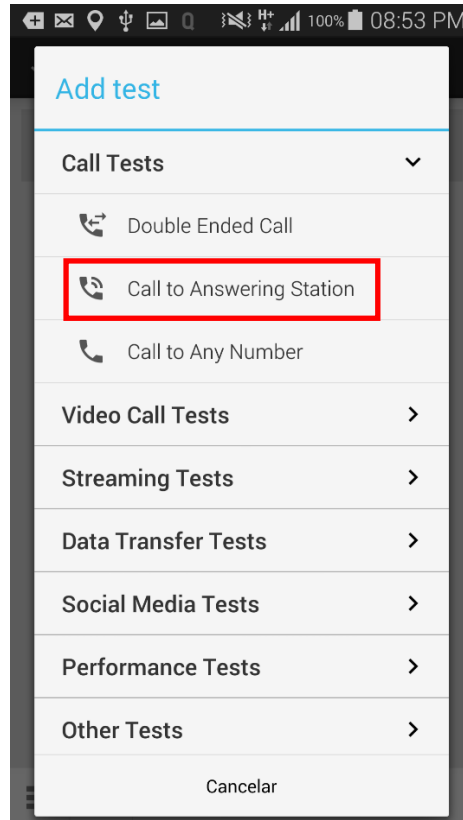 H+ 100% 08:53 PM
Add test
Call Tests
Double Ended Call
Call to Answering Station
Call to Any Number
Video Call Tests
Streaming Tests
Data Transfer Tests
Social Media Tests
Performance Tests
Other Tests
Cancelar